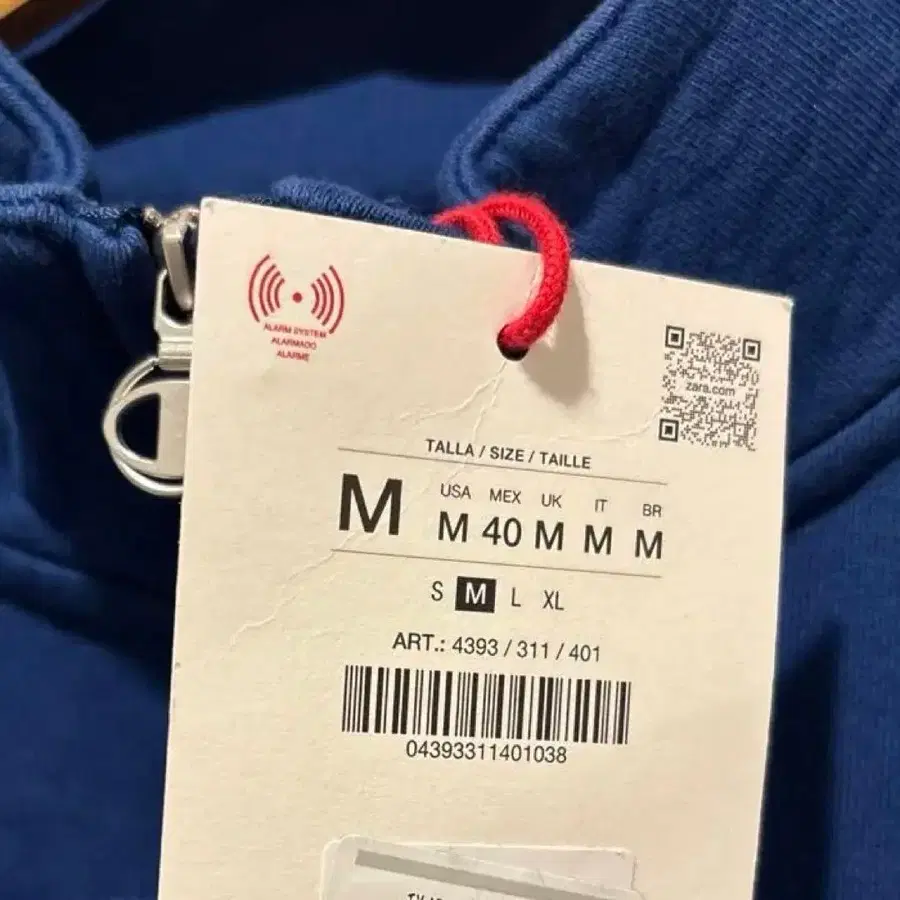 ALARM SYSTEM
ALARMADO
ALARME
zara.com
TALLA / SIZE / TAILLE
M
USA MEX UK IT BR
M 40 M M M
S M L XL
ART.: 4393 / 311 / 401
04393311401038